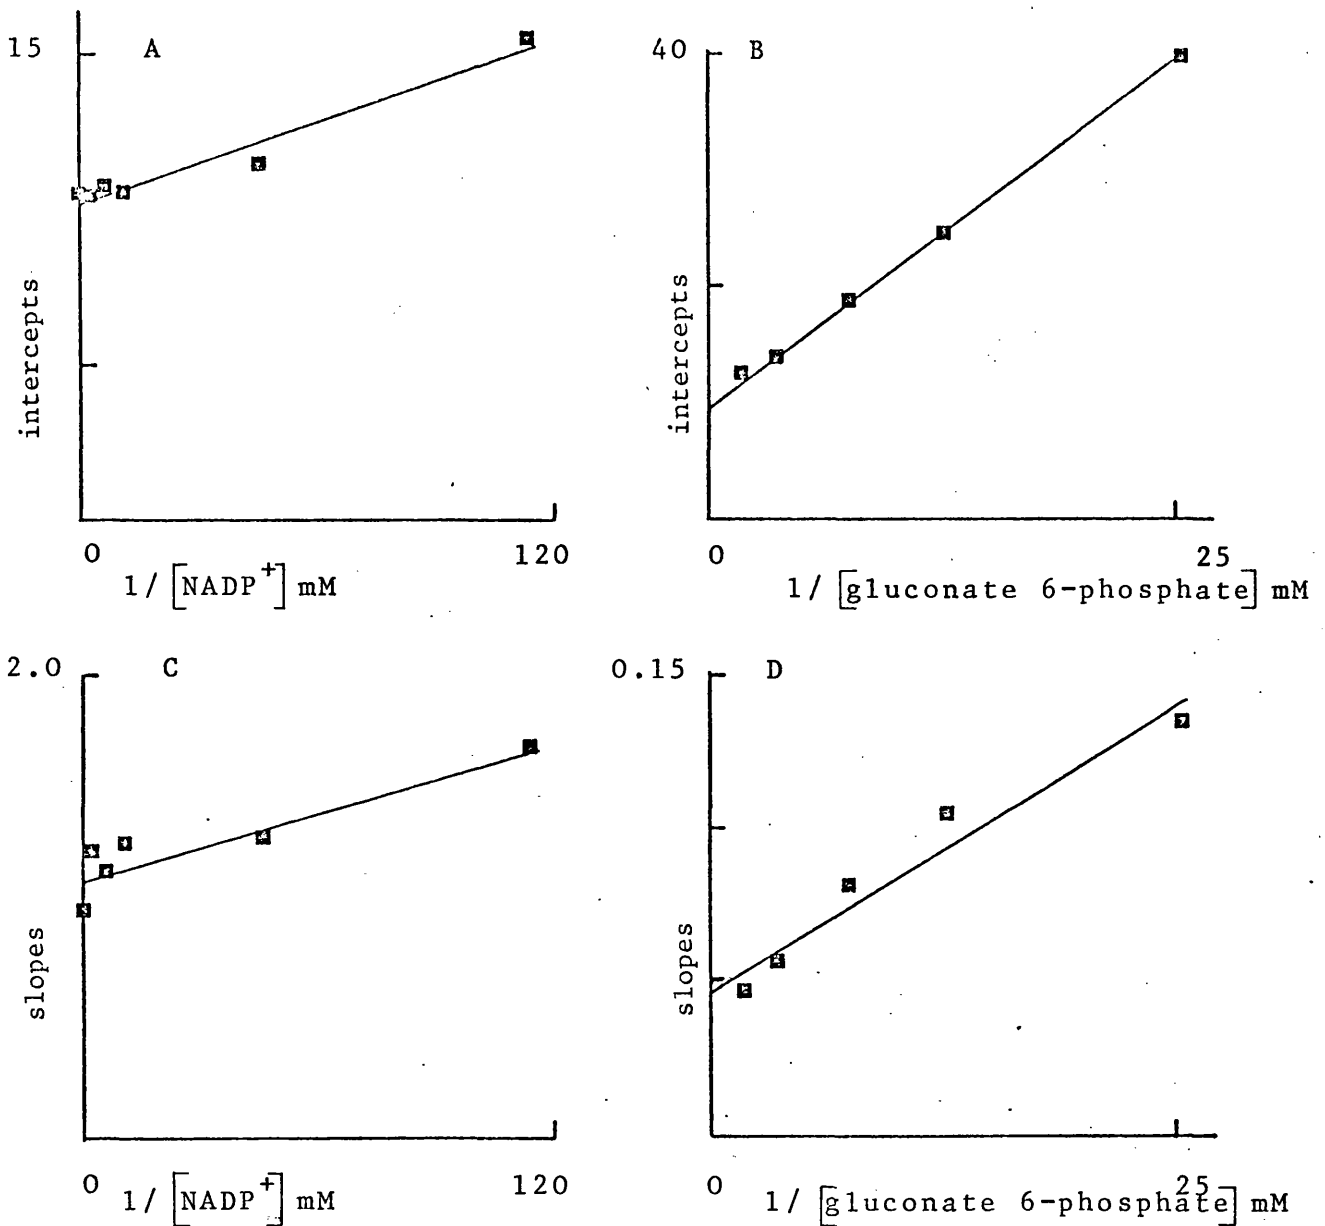 15 A
intercepts
0 120
1/[NADP+] mM
40 B
intercepts
0 25
1/[gluconate 6-phosphate] mM
2.0 C
slopes
0 120
1/[NADP+] mM
0.15 D
slopes
0 25
1/[gluconate 6-phosphate] mM